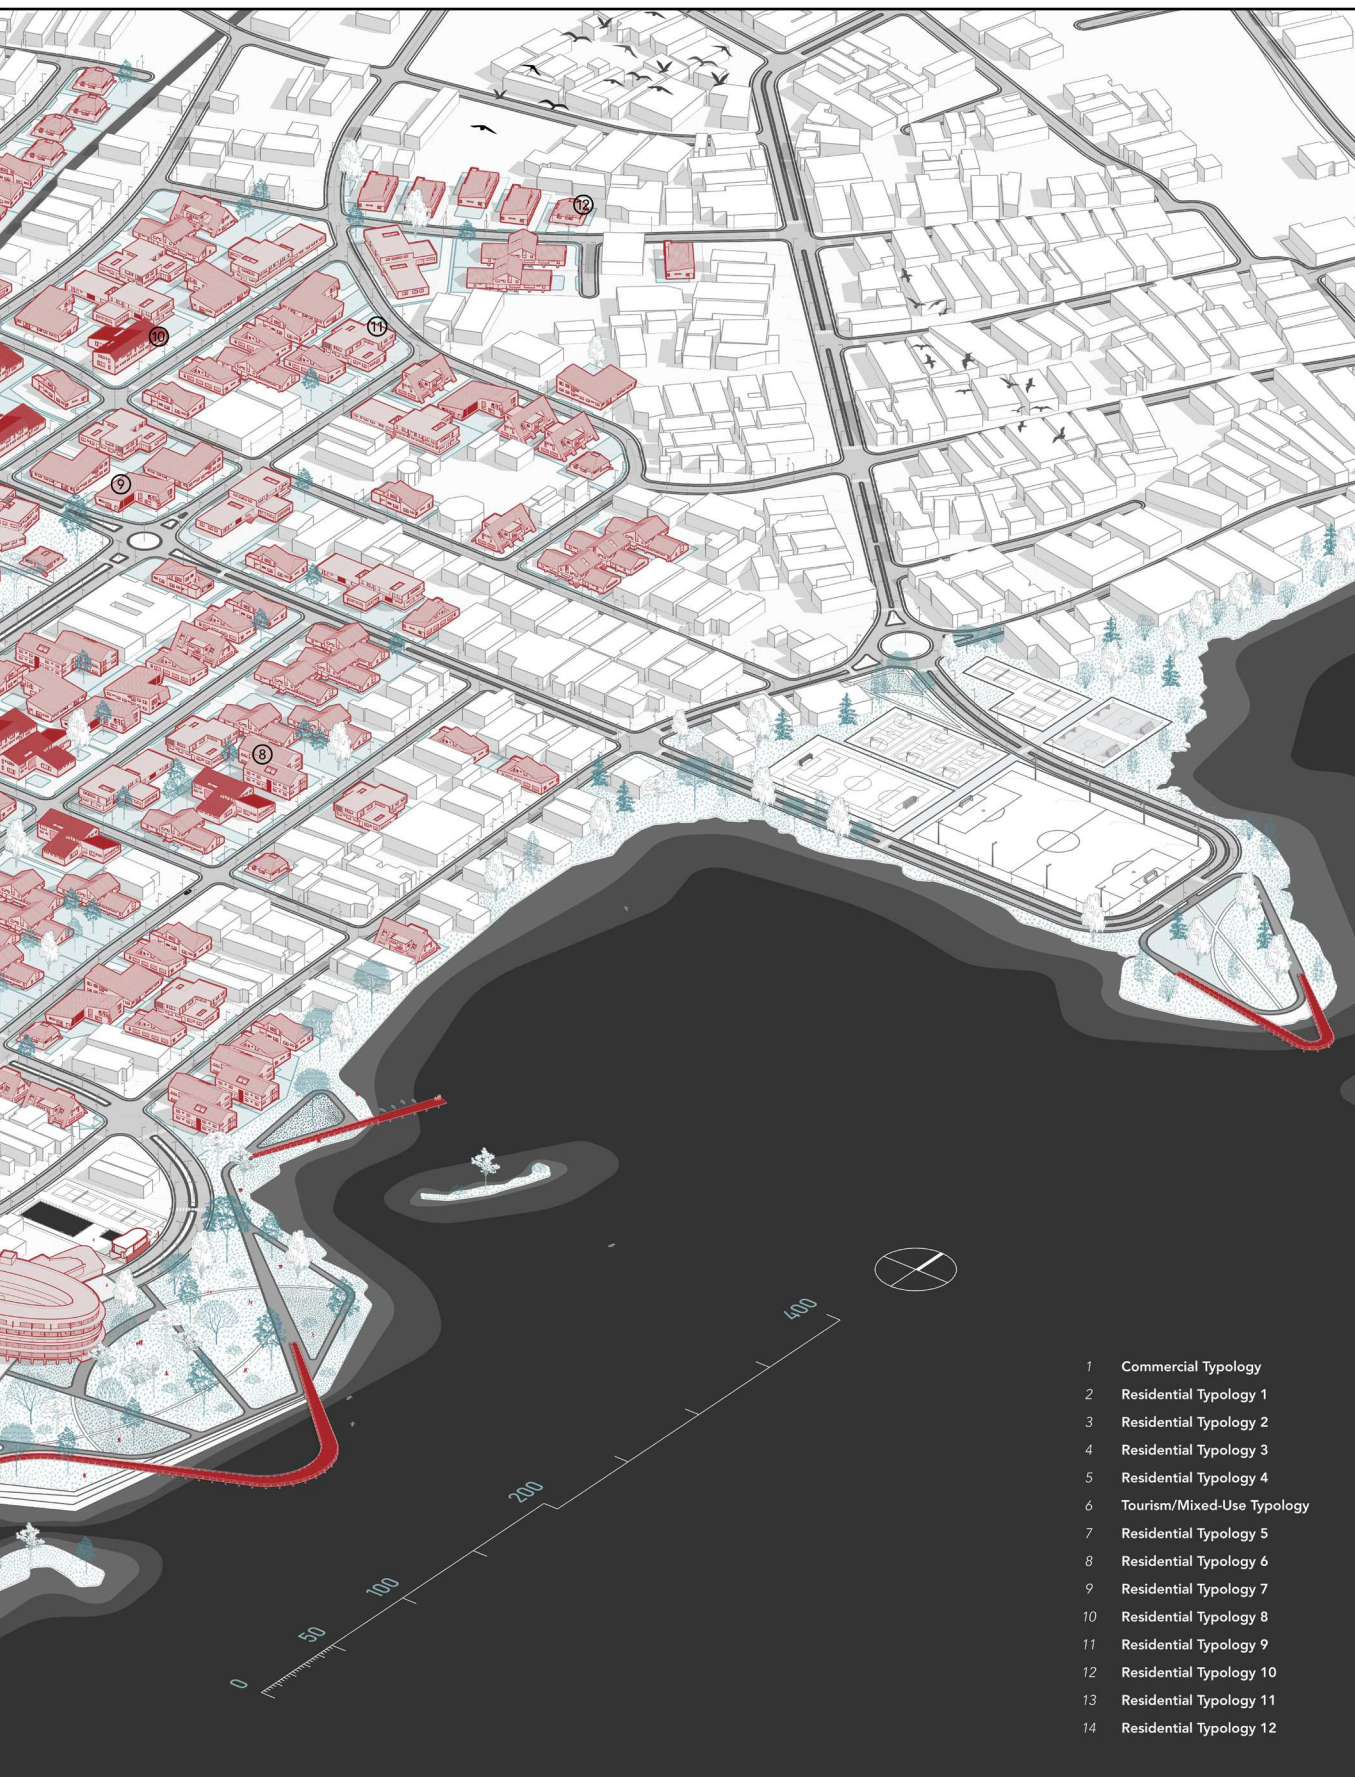 12
11
10
9
8
400
200
100
50
0
1 Commercial Typology
2 Residential Typology 1
3 Residential Typology 2
4 Residential Typology 3
5 Residential Typology 4
6 Tourism/Mixed-Use Typology
7 Residential Typology 5
8 Residential Typology 6
9 Residential Typology 7
10 Residential Typology 8
11 Residential Typology 9
12 Residential Typology 10
13 Residential Typology 11
14 Residential Typology 12